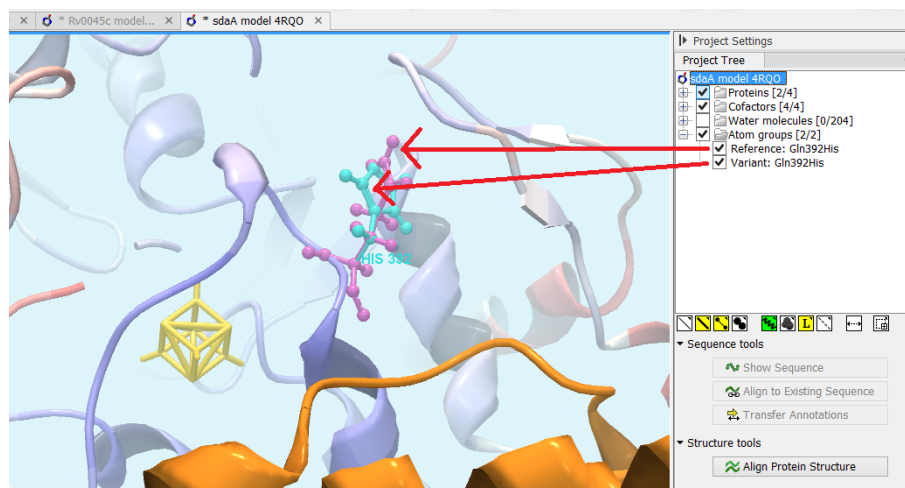 * Rv0045c model...
* sdaA model 4RQO
Project Settings
Project Tree
sdaA model 4RQO
Proteins [2/4]
Cofactors [4/4]
Water molecules [0/204]
Atom groups [2/2]
Reference: Gln392His
Variant: Gln392His
HIS 392
L
Sequence tools
Show Sequence
Align to Existing Sequence
Transfer Annotations
Structure tools
Align Protein Structure